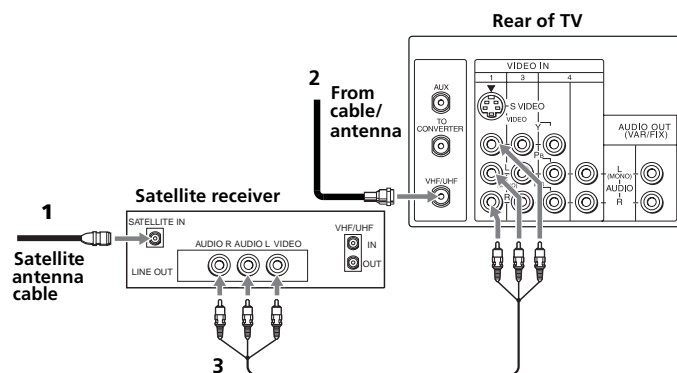 Rear of TV
VIDEO IN
1 3 4
2
From
cable/
antenna
AUX
S VIDEO
TO
CONVERTER
VIDEO
Y
AUDIO OUT
(VAR/FIX)
PB
L
L
(MONO)
VHF/UHF
AUDIO
R
R
Satellite receiver
1
SATELLITE IN
VHF/UHF
AUDIO R AUDIO L VIDEO
IN
LINE OUT
OUT
Satellite
antenna
cable
3